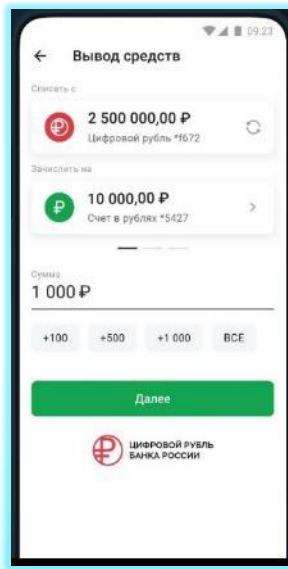 09:23
Вывод средств
Списать с
2 500 000,00 ₽
Цифровой рубль *f672
Зачислить на
10 000,00 ₽
Счет в рублях *5427
Сумма
1 000 ₽
+100 +500 +1 000 ВСЕ
Далее
ЦИФРОВОЙ РУБЛЬ
БАНКА РОССИИ